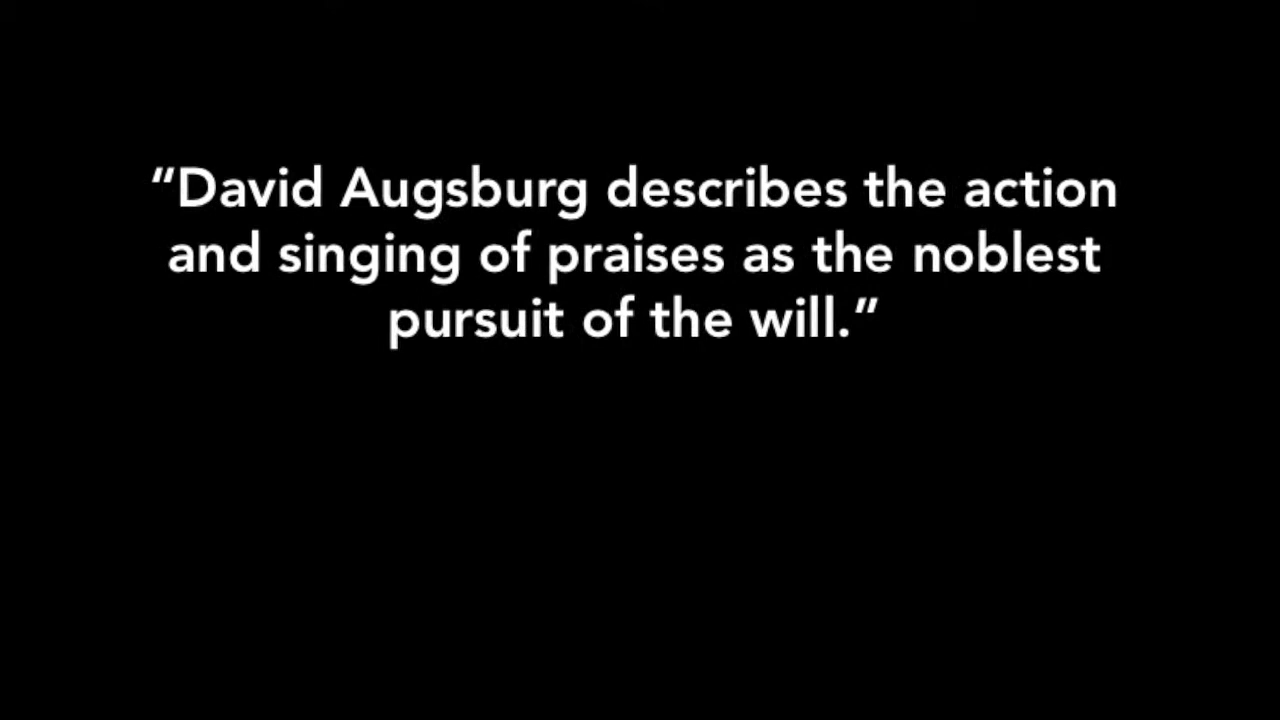 “David Augsburg describes the action
and singing of praises as the noblest
pursuit of the will.”